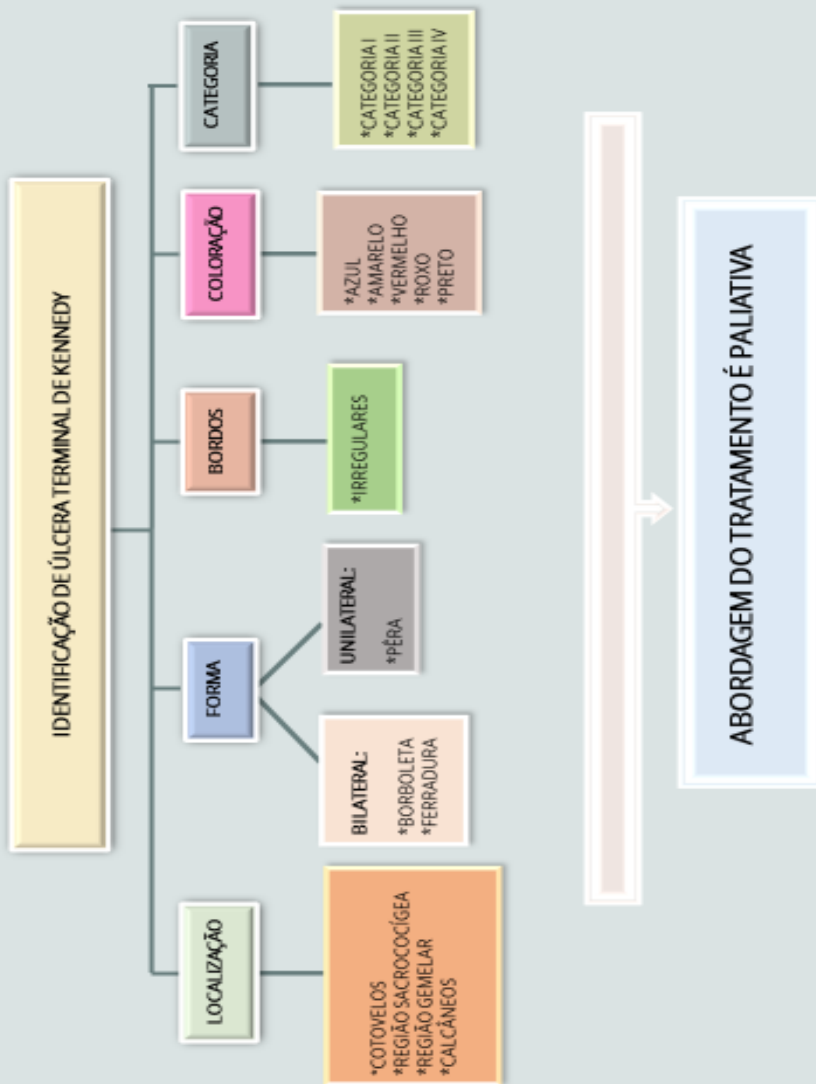 IDENTIFICAÇÃO DE ÚLCERA TERMINAL DE KENNEDY
LOCALIZAÇÃO
*COTOVELOS
*REGIÃO SACROCOCÍGEA
*REGIÃO GEMELAR
*CALCÂNEOS
FORMA
BILATERAL:
*BORBOLETA
*FERRADURA
UNILATERAL:
*PÊRA
BORDOS
*IRREGULARES
COLORAÇÃO
*AZUL
*AMARELO
*VERMELHO
*ROXO
*PRETO
CATEGORIA
*CATEGORIA I
*CATEGORIA II
*CATEGORIA III
*CATEGORIA IV
ABORDAGEM DO TRATAMENTO É PALIATIVA